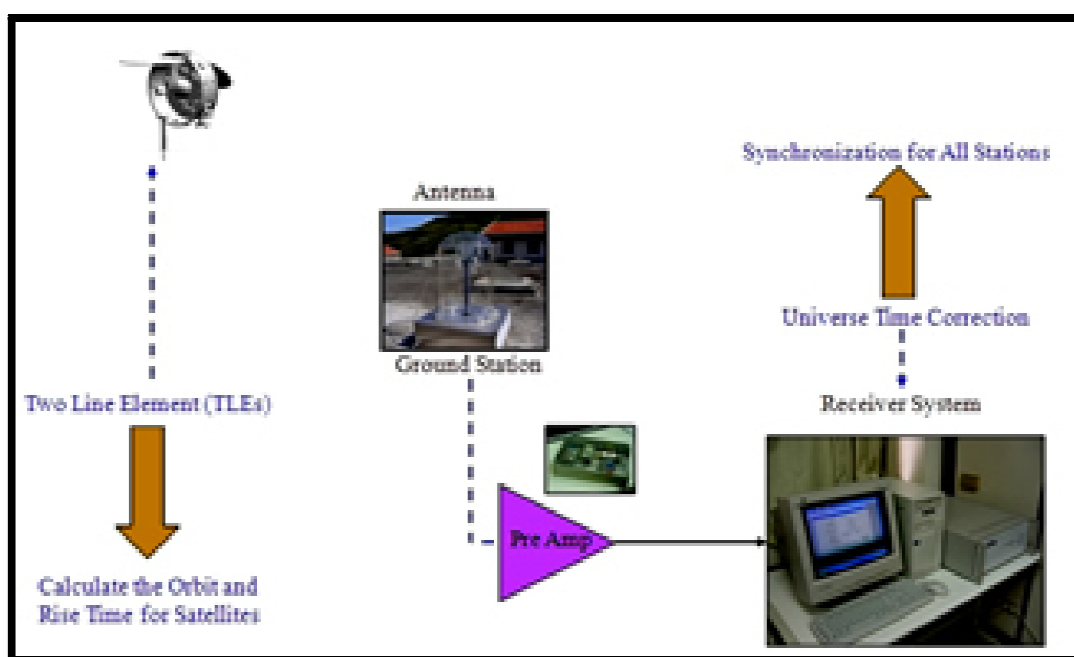 Synchronization for All Stations
Antenna
Universe Time Correction
Ground Station
Two Line Element (TLEs)
Receiver System
Pre Amp
Calculate the Orbit and
Rise Time for Satellites